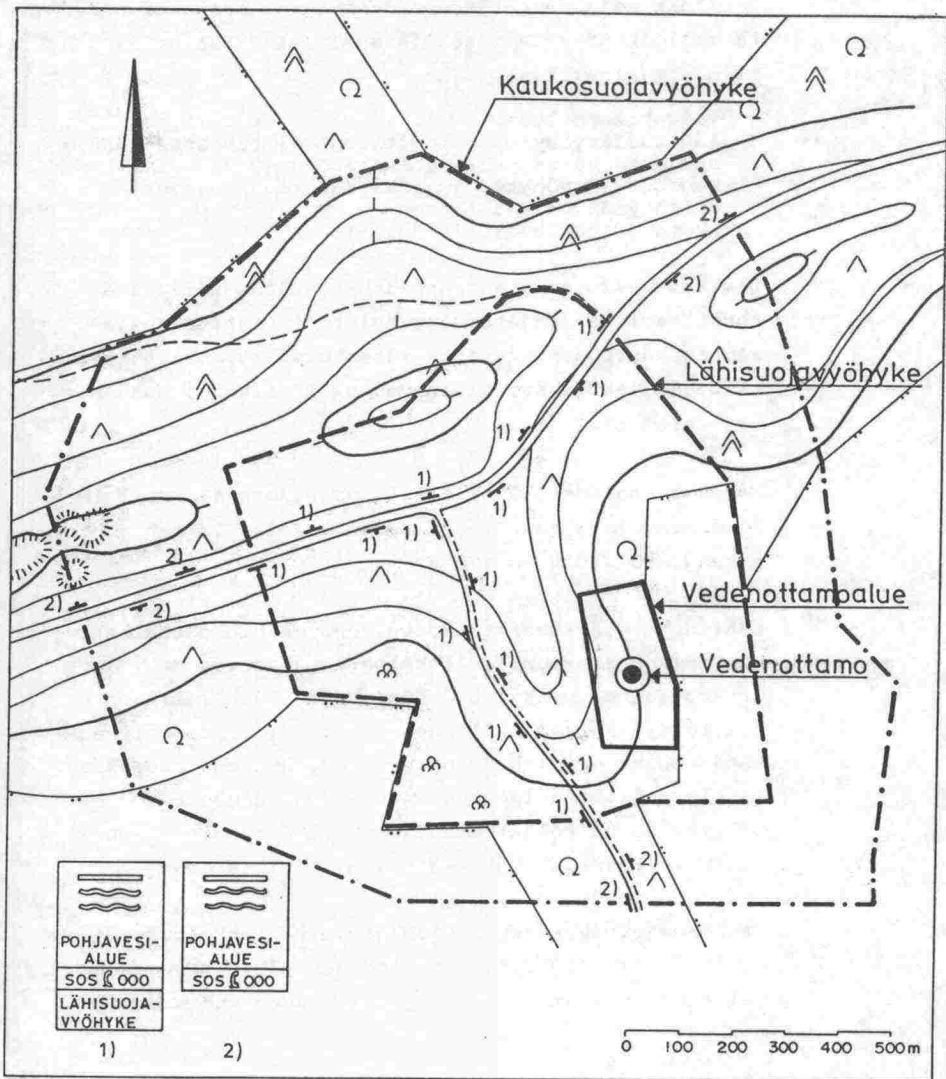 Kaukosuojavyöhyke
2)
2)
1)
Lähisuojavyöhyke
1)
1)
1)
1)
1)
1)
1)
1)
2)
1)
2)
2)
1)
Vedenottamoalue
1)
Vedenottamo
1)
1)
1)
2)
2)
POHJAVESI-
ALUE
SOS 000
LÄHISUOJA-
VYÖHYKE
1)
POHJAVESI-
ALUE
SOS 000
2)
0 100 200 300 400 500 m